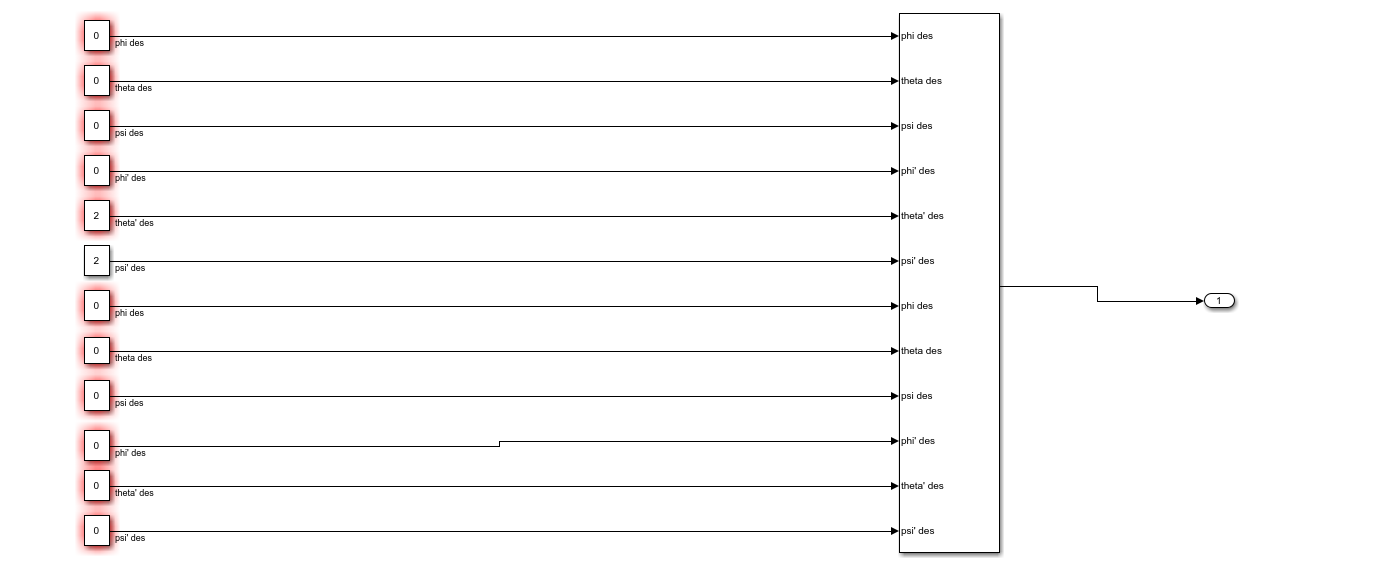 0 phi des phi des
0 theta des theta des
0 psi des psi des
0 phi' des phi' des
2 theta' des theta' des
2 psi' des psi' des
0 phi des phi des
1
0 theta des theta des
0 psi des psi des
0 phi' des phi' des
0 theta' des theta' des
0 psi' des psi' des